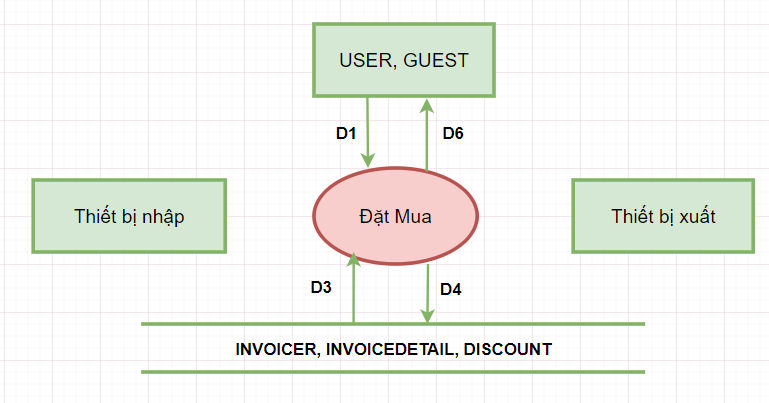 USER, GUEST
D1
D6
Thiết bị nhập
Đặt Mua
Thiết bị xuất
D3
D4
INVOICER, INVOICEDETAIL, DISCOUNT